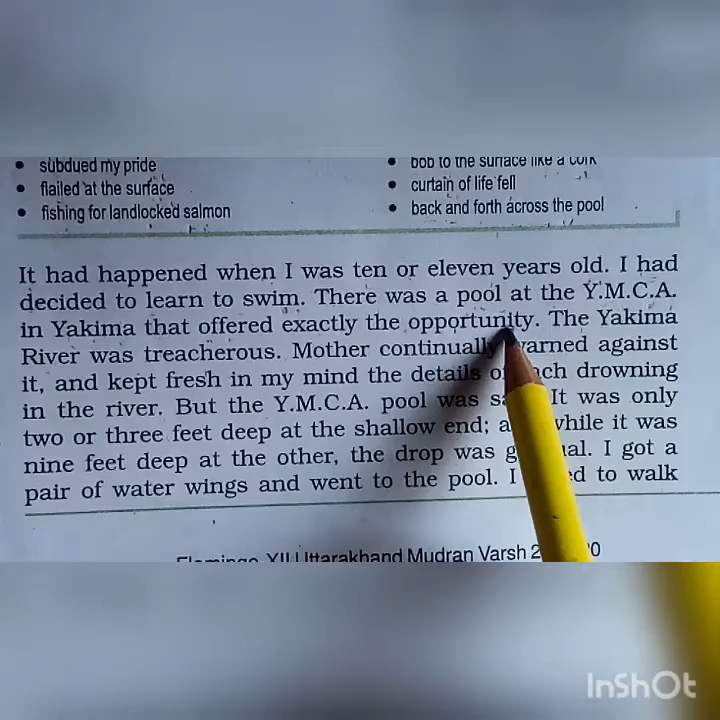 subdued my pride
flailed at the surface
fishing for landlocked salmon
bob to the surface like a cork
curtain of life fell
back and forth across the pool
It had happened when I was ten or eleven years old. I had
decided to learn to swim. There was a pool at the Y.M.C.A.
in Yakima that offered exactly the opportunity. The Yakima
River was treacherous. Mother continually warned against
it, and kept fresh in my mind the details of each drowning
in the river. But the Y.M.C.A. pool was It was only
two or three feet deep at the shallow end; while it was
nine feet deep at the other, the drop was I got a
pair of water wings and went to the pool. I to walk
Flamingo XII Uttarakhand Mudran Varsh
InShOt